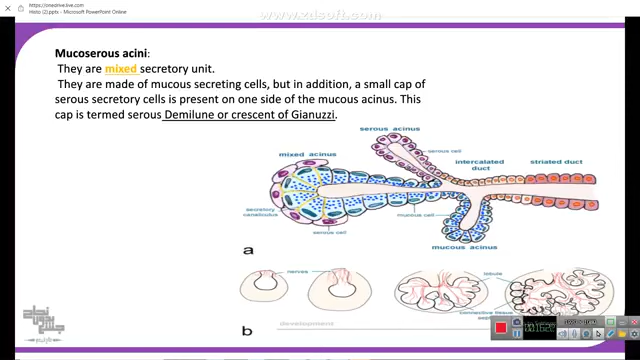 https://onedrive.live.com
Histo (2).pptx - Microsoft PowerPoint Online
www.zdsoft.com
Mucoserous acini:
They are mixed secretory unit.
They are made of mucous secreting cells, but in addition, a small cap of
serous secretory cells is present on one side of the mucous acinus. This
cap is termed serous Demilune or crescent of Gianuzzi.
serous acinus
serous cell
mixed acinus
intercalated
duct
striated duct
secretory
canaliculus
serous cell
mucous cell
mucous acinus
a
nerves
lobule
connective tissue
b
development